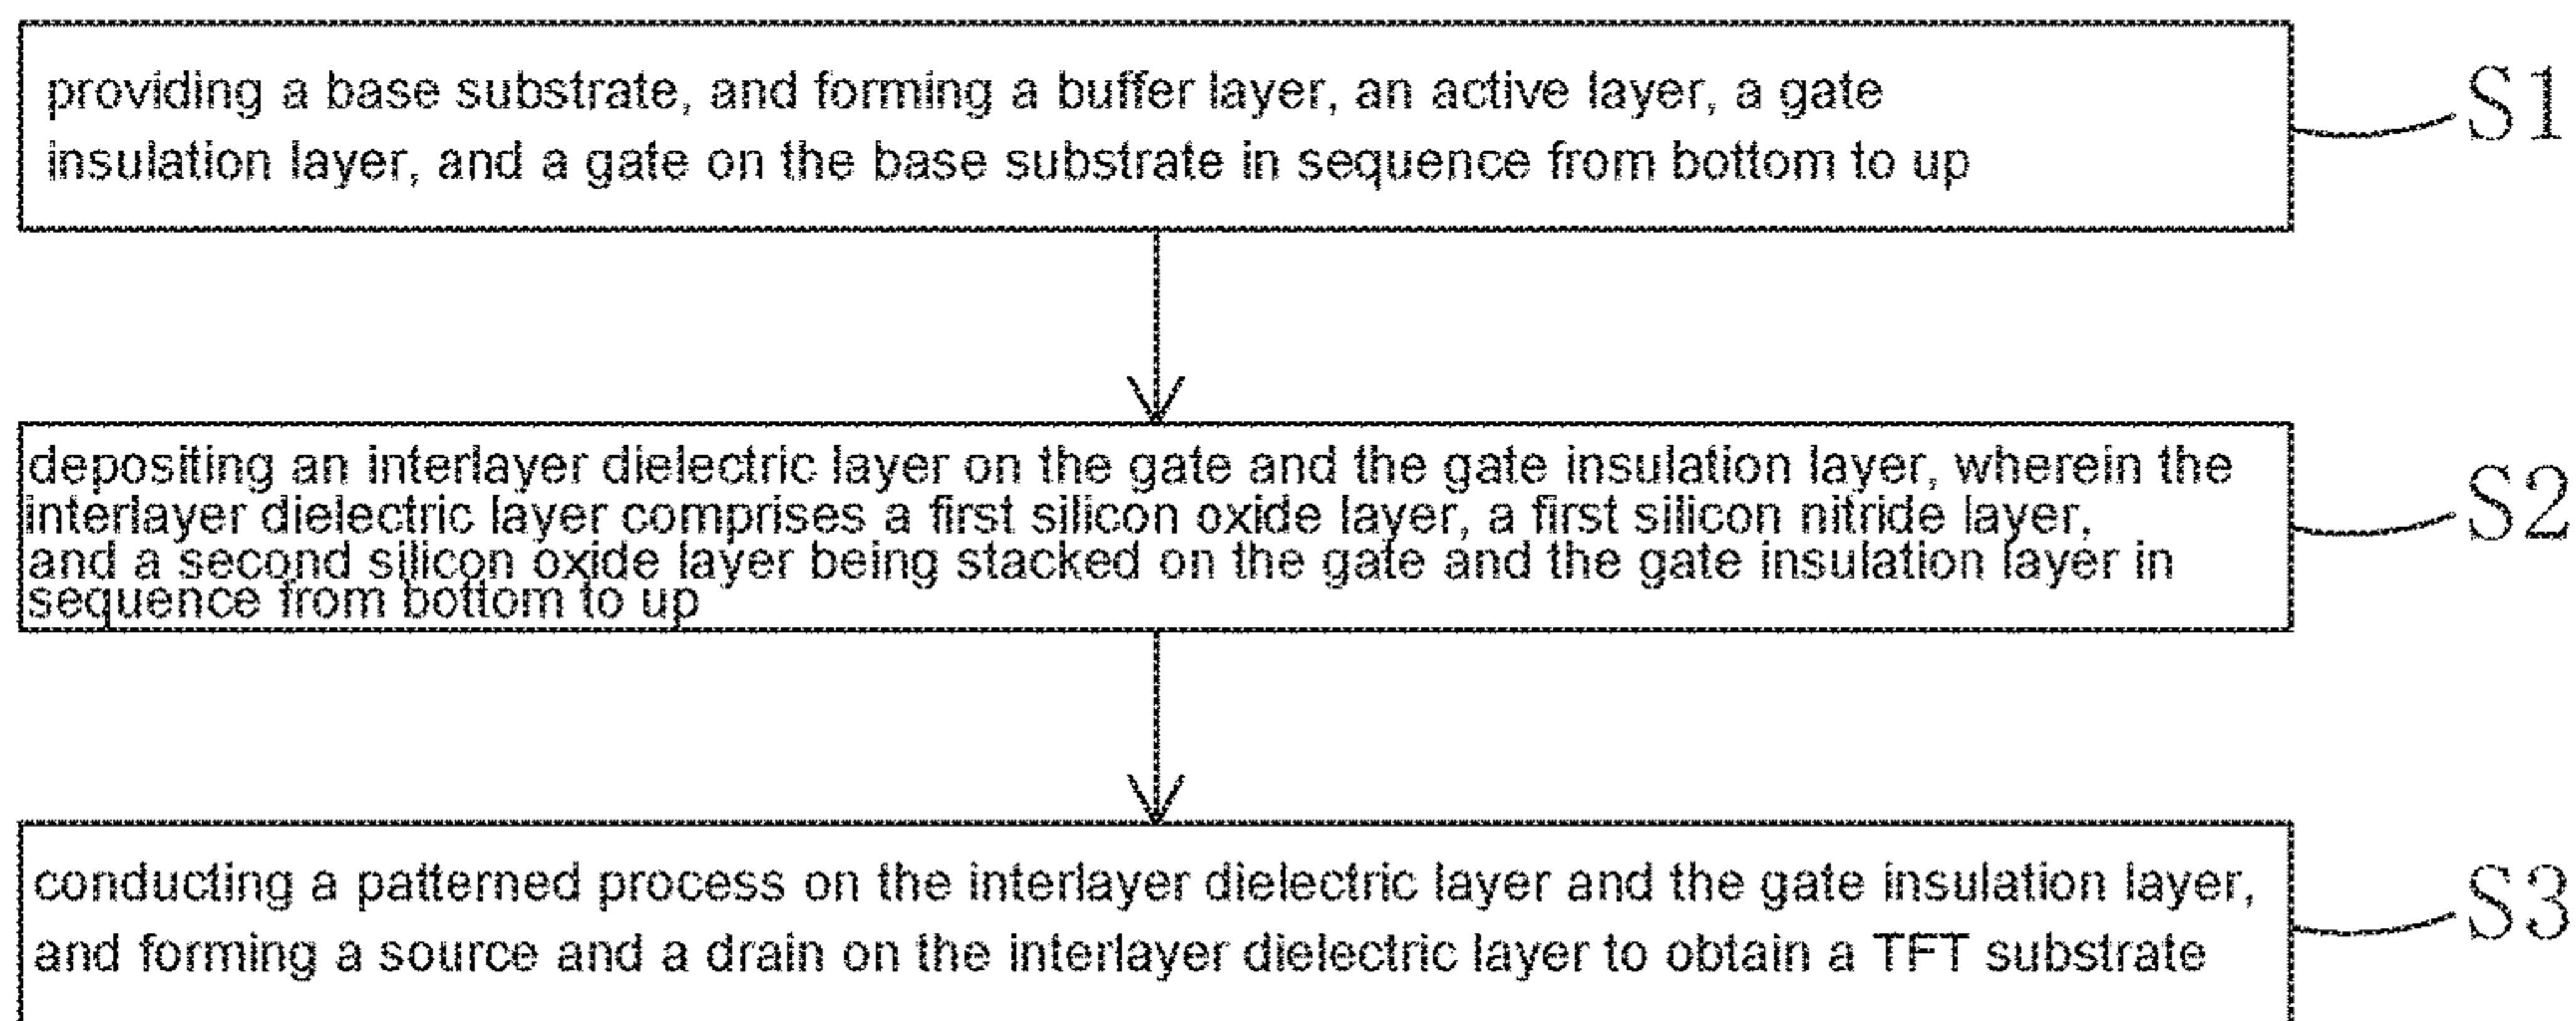 providing a base substrate, and forming a buffer layer, an active layer, a gate
insulation layer, and a gate on the base substrate in sequence from bottom to up
S1
depositing an interlayer dielectric layer on the gate and the gate insulation layer, wherein the
interlayer dielectric layer comprises a first silicon oxide layer, a first silicon nitride layer,
and a second silicon oxide layer being stacked on the gate and the gate insulation layer in
sequence from bottom to up
S2
conducting a patterned process on the interlayer dielectric layer and the gate insulation layer,
and forming a source and a drain on the interlayer dielectric layer to obtain a TFT substrate
S3